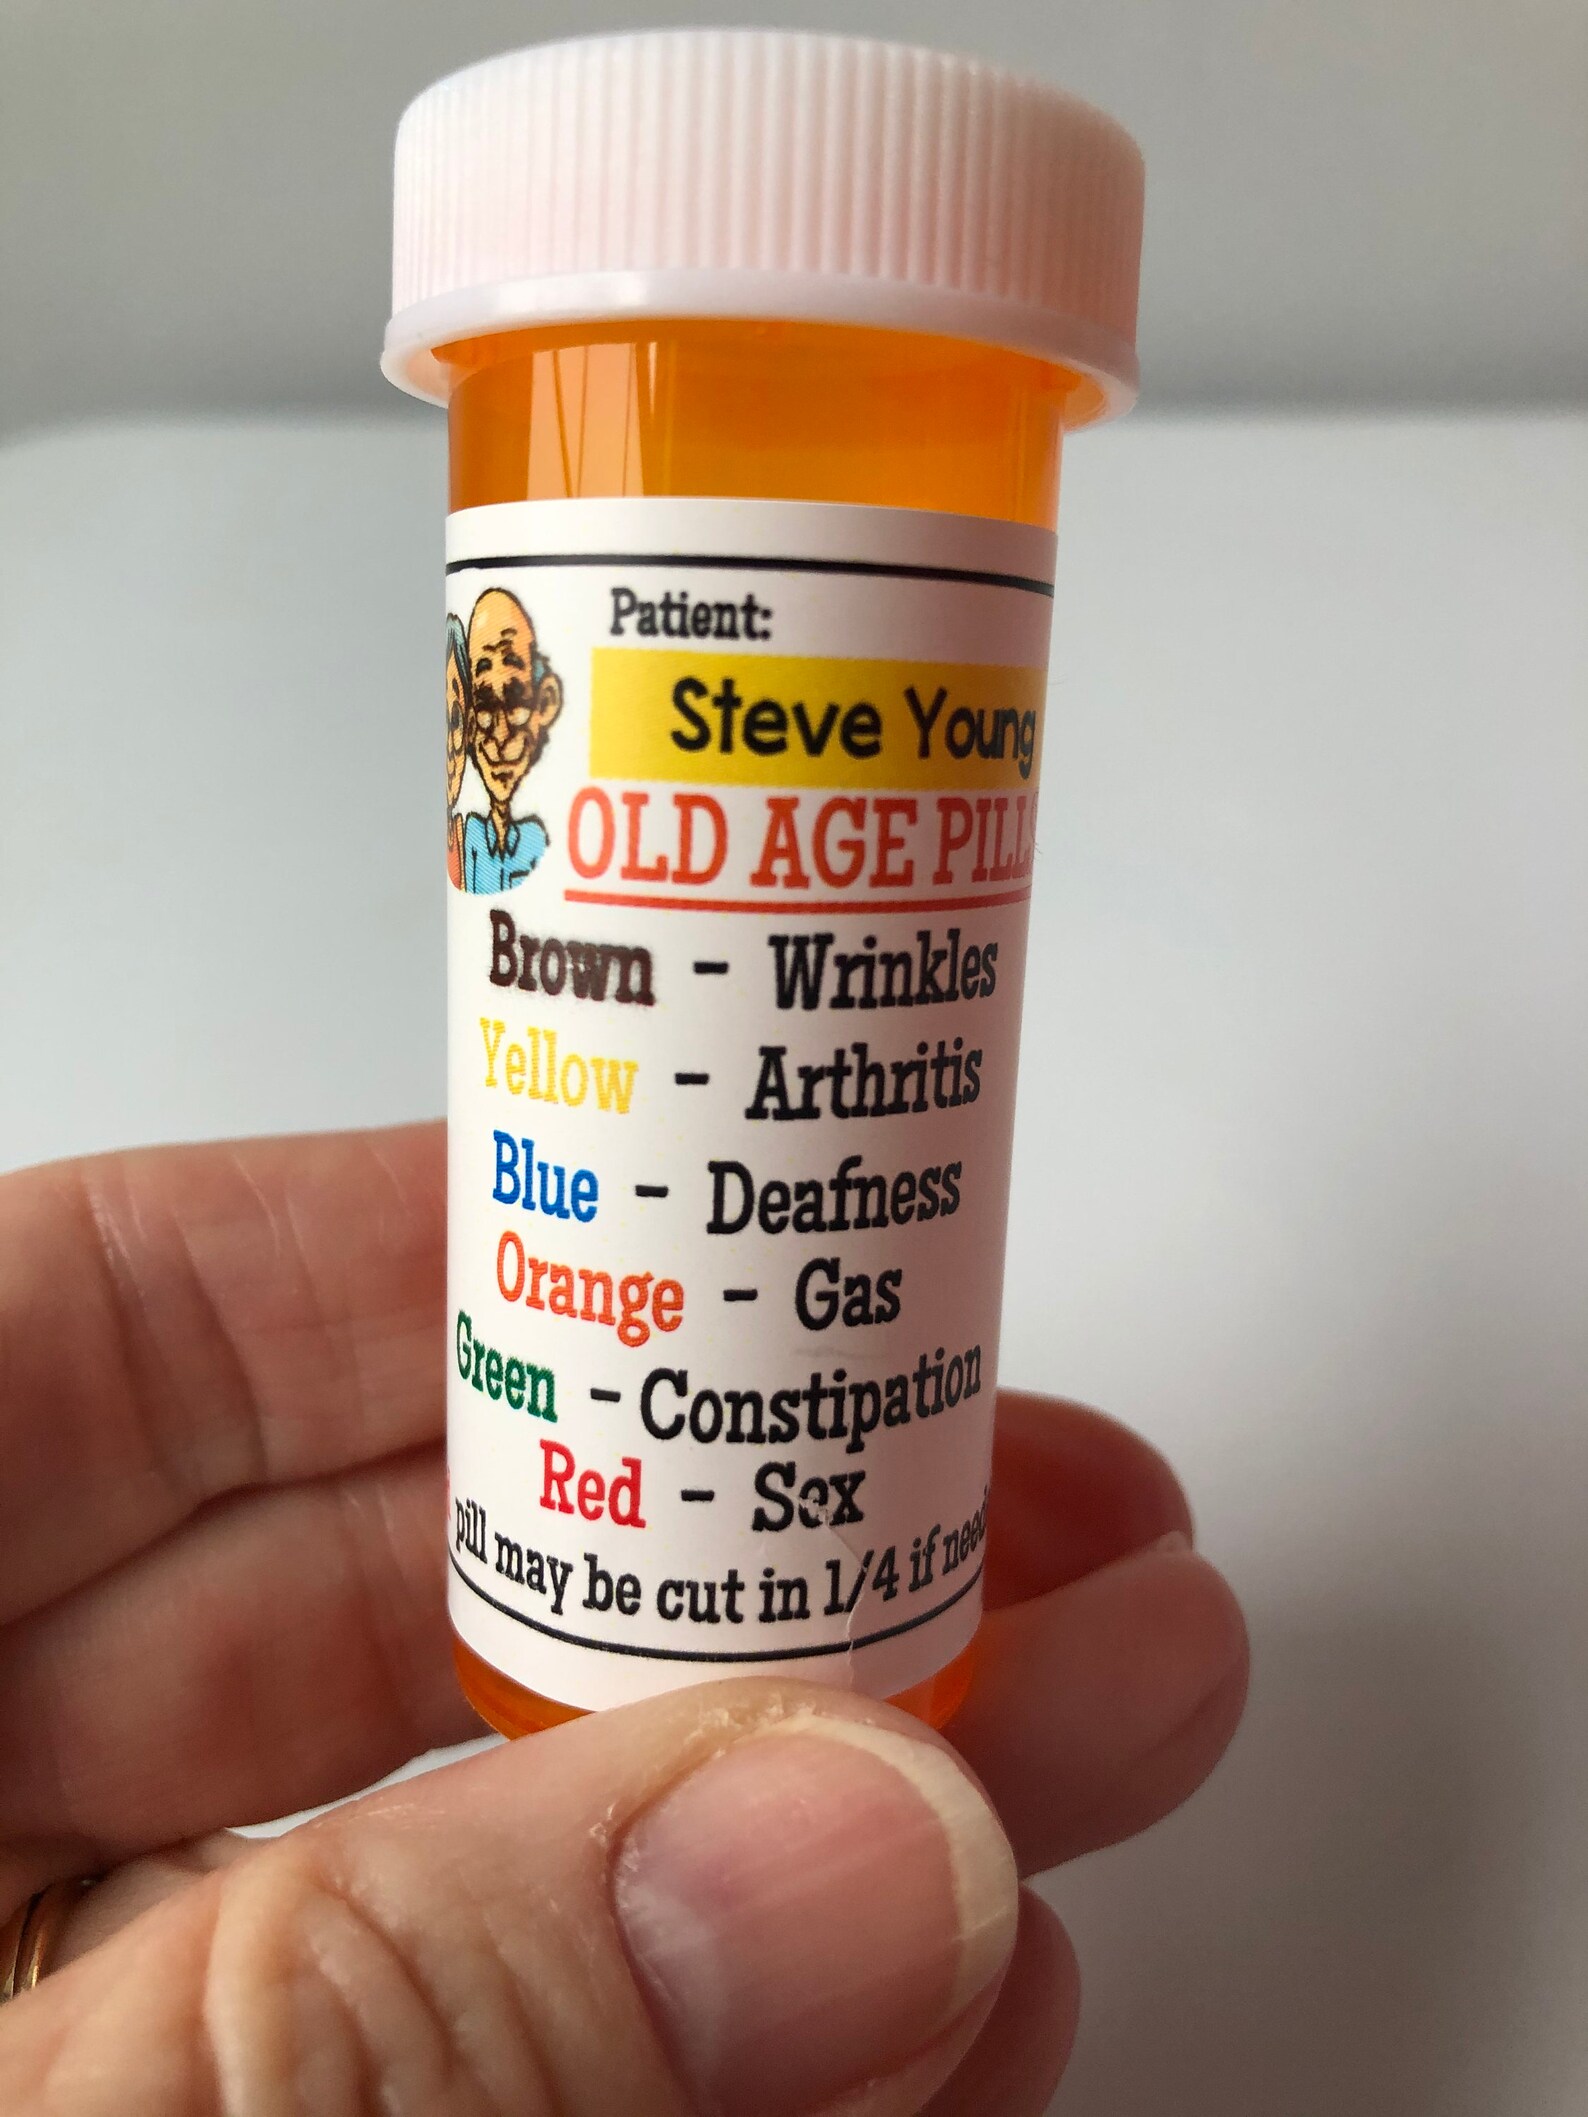 Patient:
Steve Young
OLD AGE PILLS
Brown - Wrinkles
Yellow - Arthritis
Blue - Deafness
Orange - Gas
Green - Constipation
Red - Sex
pill may be cut in 1/4 if